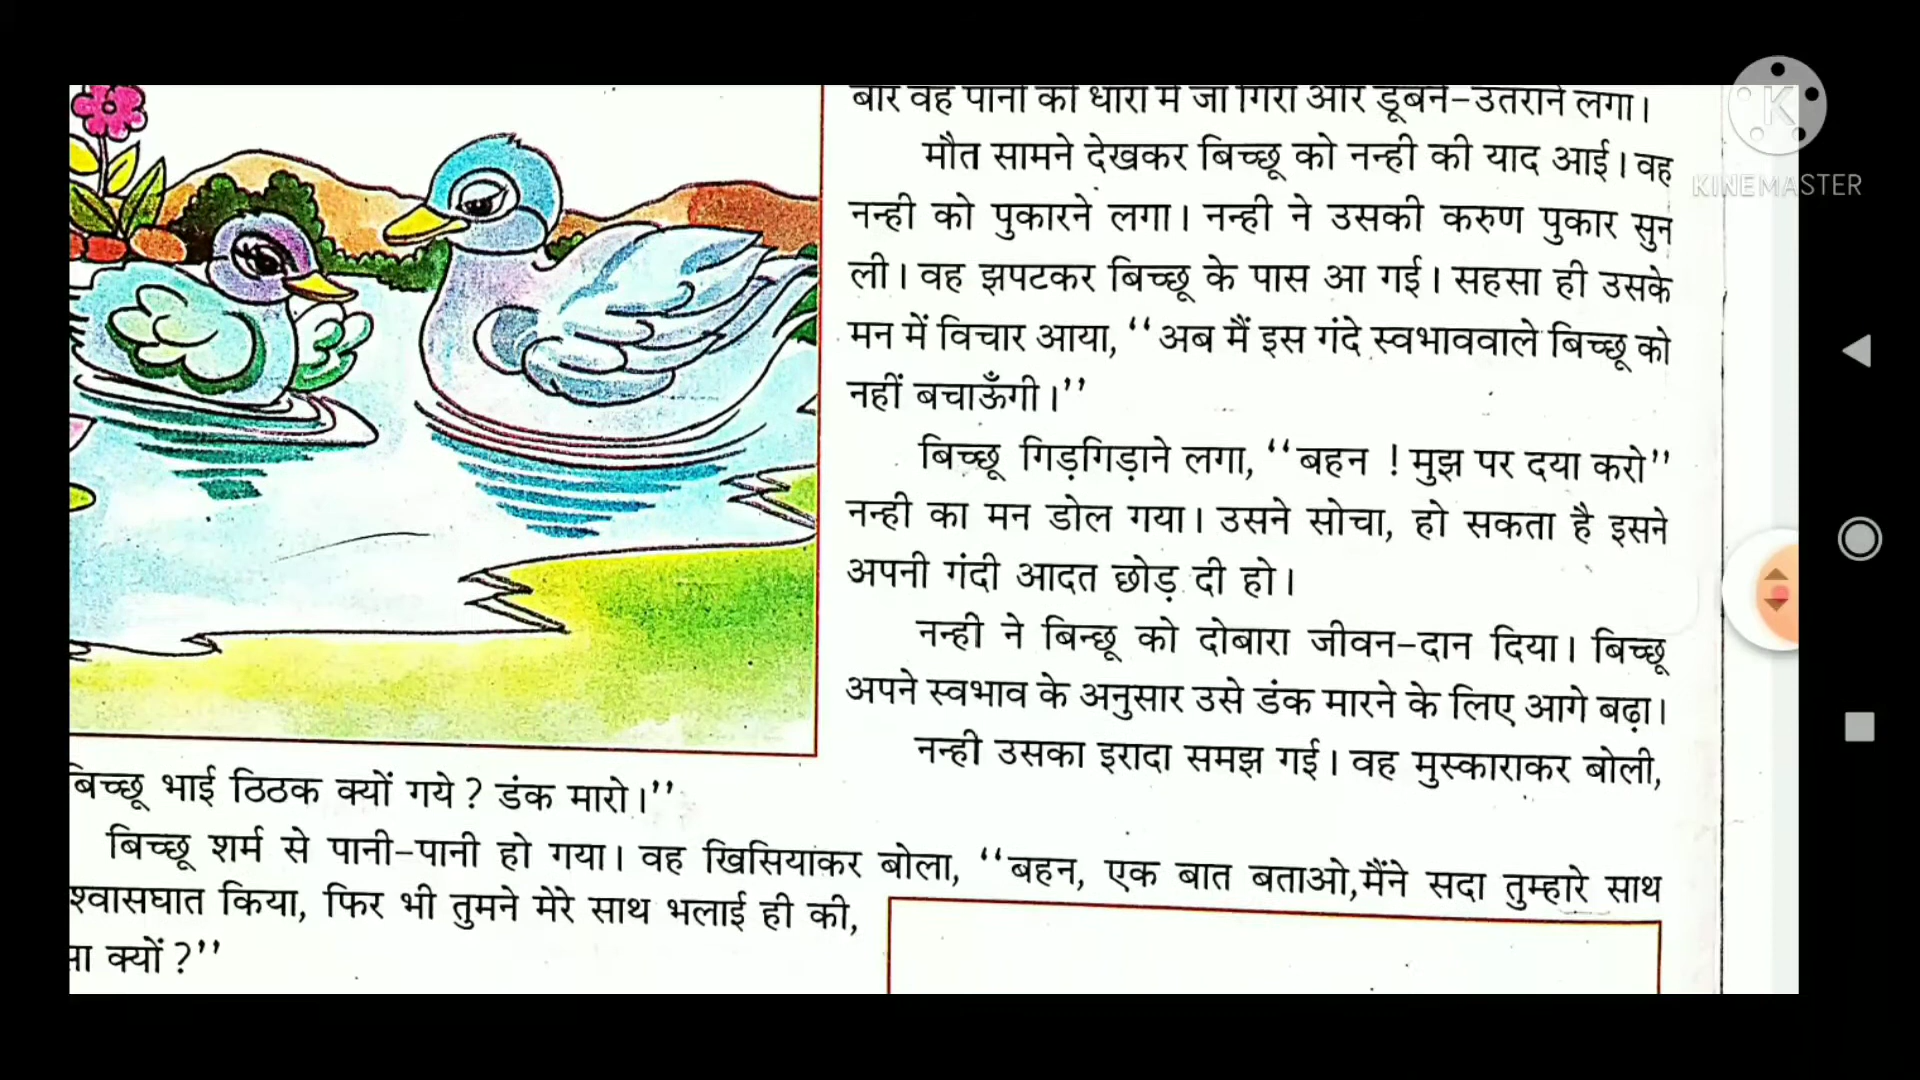 बार वह पानी की धारा में जा गिरा और डूबने-उतराने लगा।
मौत सामने देखकर बिच्छू को नन्ही की याद आई। वह
नन्ही को पुकारने लगा। नन्ही ने उसकी करुण पुकार सुन
ली। वह झपटकर बिच्छू के पास आ गई। सहसा ही उसके
मन में विचार आया, ‘‘अब मैं इस गंदे स्वभाववाले बिच्छू को
नहीं बचाऊँगी।’’
बिच्छू गिड़गिड़ाने लगा, ‘‘बहन ! मुझ पर दया करो’’
नन्ही का मन डोल गया। उसने सोचा, हो सकता है इसने
अपनी गंदी आदत छोड़ दी हो।
नन्ही ने बिन्छू को दोबारा जीवन-दान दिया। बिच्छू
अपने स्वभाव के अनुसार उसे डंक मारने के लिए आगे बढ़ा।
नन्ही उसका इरादा समझ गई। वह मुस्काराकर बोली,
बिच्छू भाई ठिठक क्यों गये ? डंक मारो।’’
बिच्छू शर्म से पानी-पानी हो गया। वह खिसियाकर बोला, ‘‘बहन, एक बात बताओ,मैंने सदा तुम्हारे साथ
श्वासघात किया, फिर भी तुमने मेरे साथ भलाई ही की,
क्यों ?’’
K
KINEMASTER